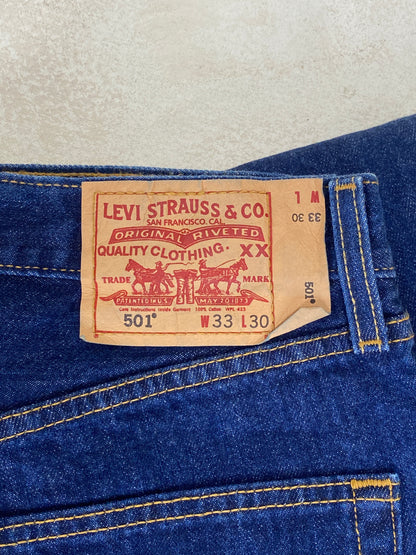 LEVI STRAUSS & CO.
SAN FRANCISCO, CAL.
ORIGINAL RIVETED
QUALITY CLOTHING. XX
TRADE MARK
PATENTED IN U.S. MAY 20 1873
Care Instructions Inside Garment 100% Cotton WPL 423
501® W33 L30
W L
33 30
501®